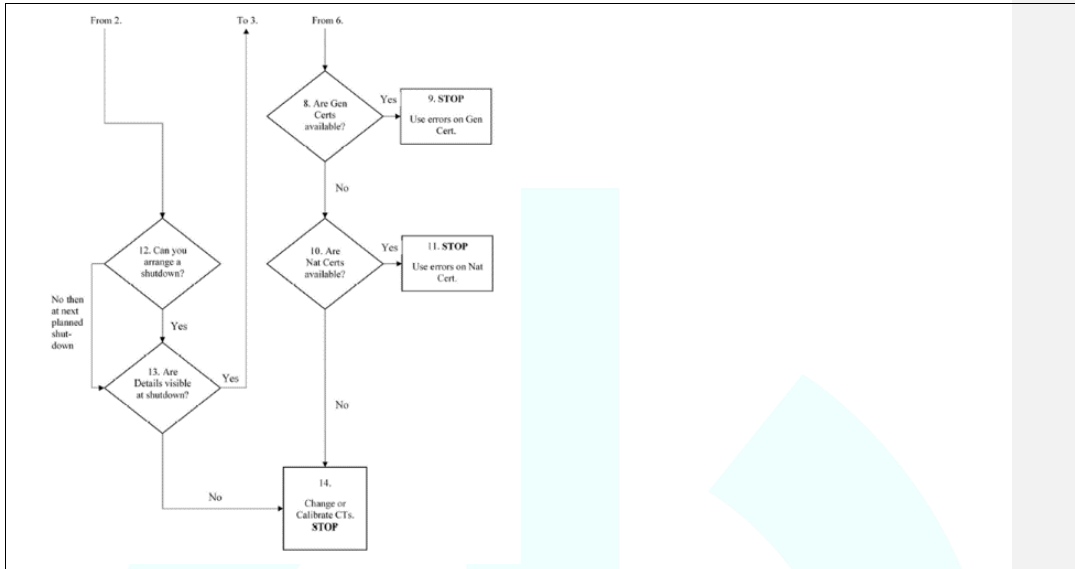 From 2.
To 3.
From 6.
8. Are Gen
Certs
available?
Yes
9. STOP
Use errors on Gen
Cert.
No
12. Can you
arrange a
shutdown?
10. Are
Nat Certs
available?
Yes
11. STOP
Use errors on Nat
Cert.
No then
at next
planned
shut-
down
Yes
13. Are
Details visible
at shutdown?
Yes
No
14.
Change or
Calibrate CTs.
STOP
No